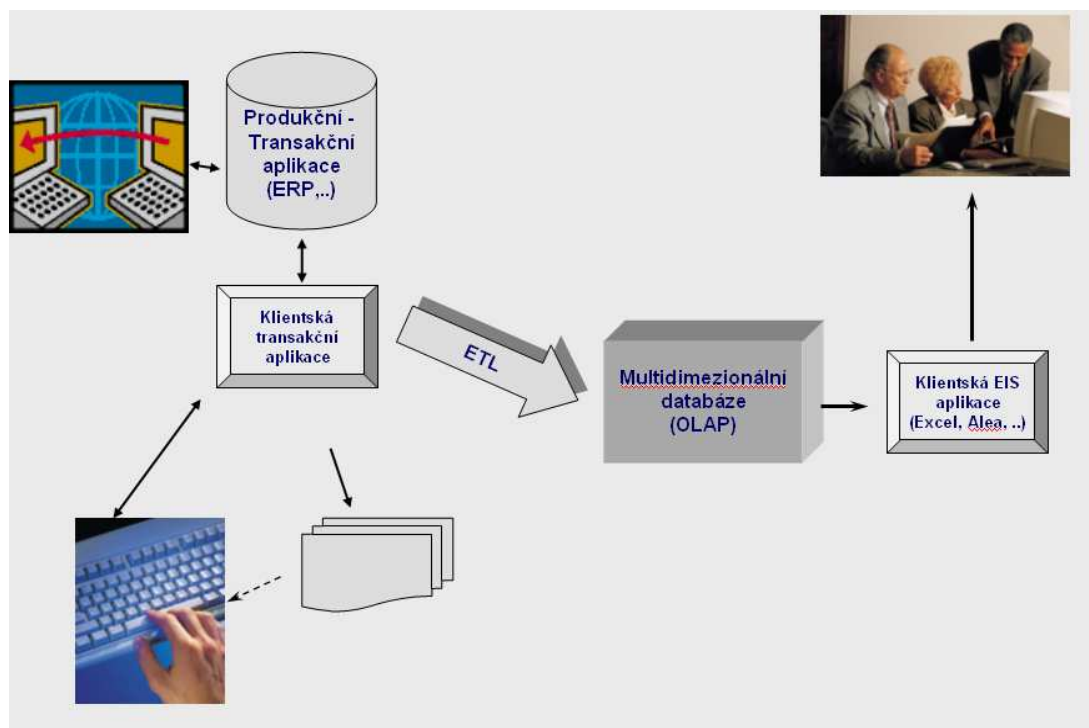 Produkční -
Transakční
aplikace
(ERP,..)
Klientská
transakční
aplikace
ETL
Multidimezionální
databáze
(OLAP)
Klientská EIS
aplikace
(Excel, Alea, ..)